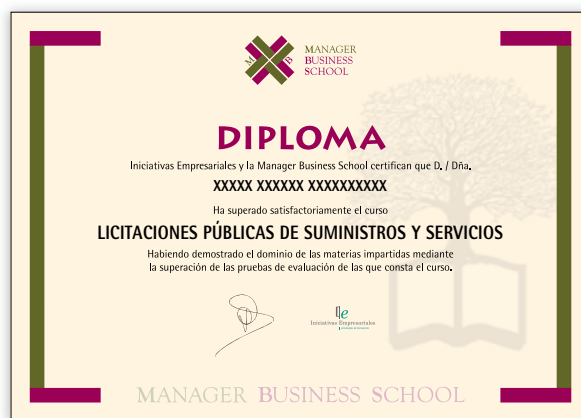 M B
MANAGER
BUSINESS
SCHOOL
DIPLOMA
Iniciativas Empresariales y la Manager Business School certifican que D. / Dña.
XXXXX XXXXXX XXXXXXXXXX
Ha superado satisfactoriamente el curso
LICITACIONES PÚBLICAS DE SUMINISTROS Y SERVICIOS
Habiendo demostrado el dominio de las materias impartidas mediante
la superación de las pruebas de evaluación de las que consta el curso.
Iniciativas Empresariales
MANAGER BUSINESS SCHOOL